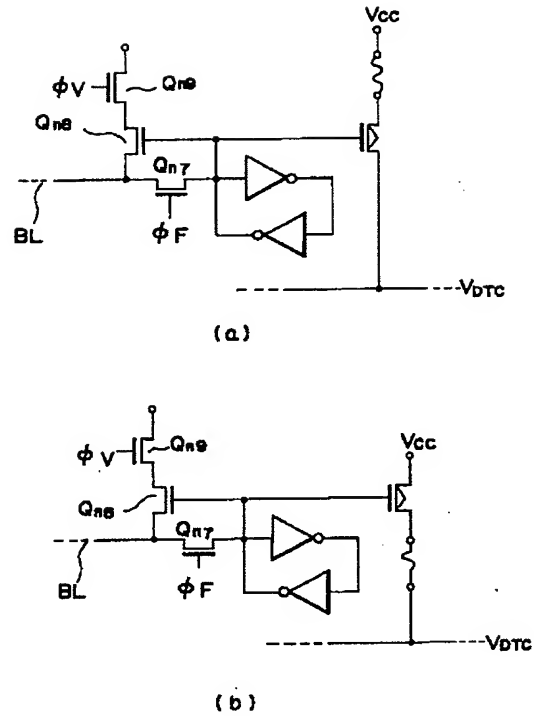 VCC
φV
Qn9
Qn8
Qn7
BL
φF
VDTC
(a)
VCC
φV
Qn9
Qn8
Qn7
BL
φF
VDTC
(b)